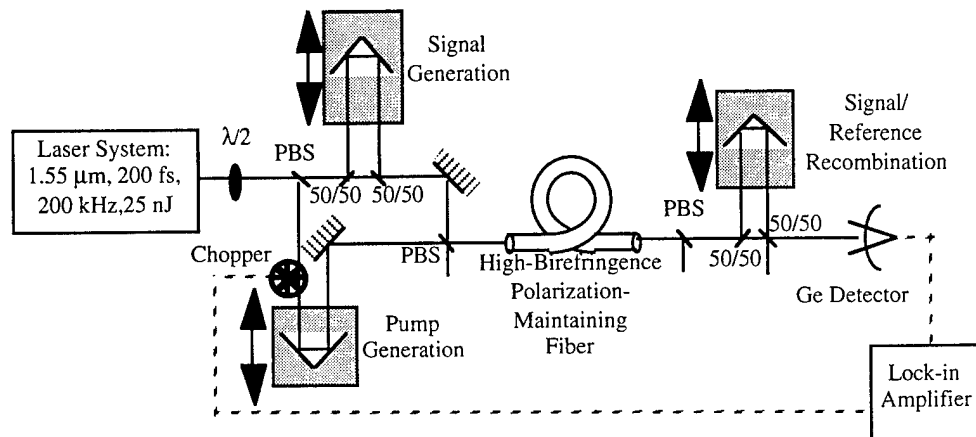 Signal
Generation
Signal/
Reference
Recombination
λ/2
Laser System:
1.55 μm, 200 fs,
200 kHz,25 nJ
PBS
50/50
50/50
PBS
50/50
50/50
Chopper
PBS
High-Birefringence
Polarization-
Maintaining
Fiber
Ge Detector
Pump
Generation
Lock-in
Amplifier